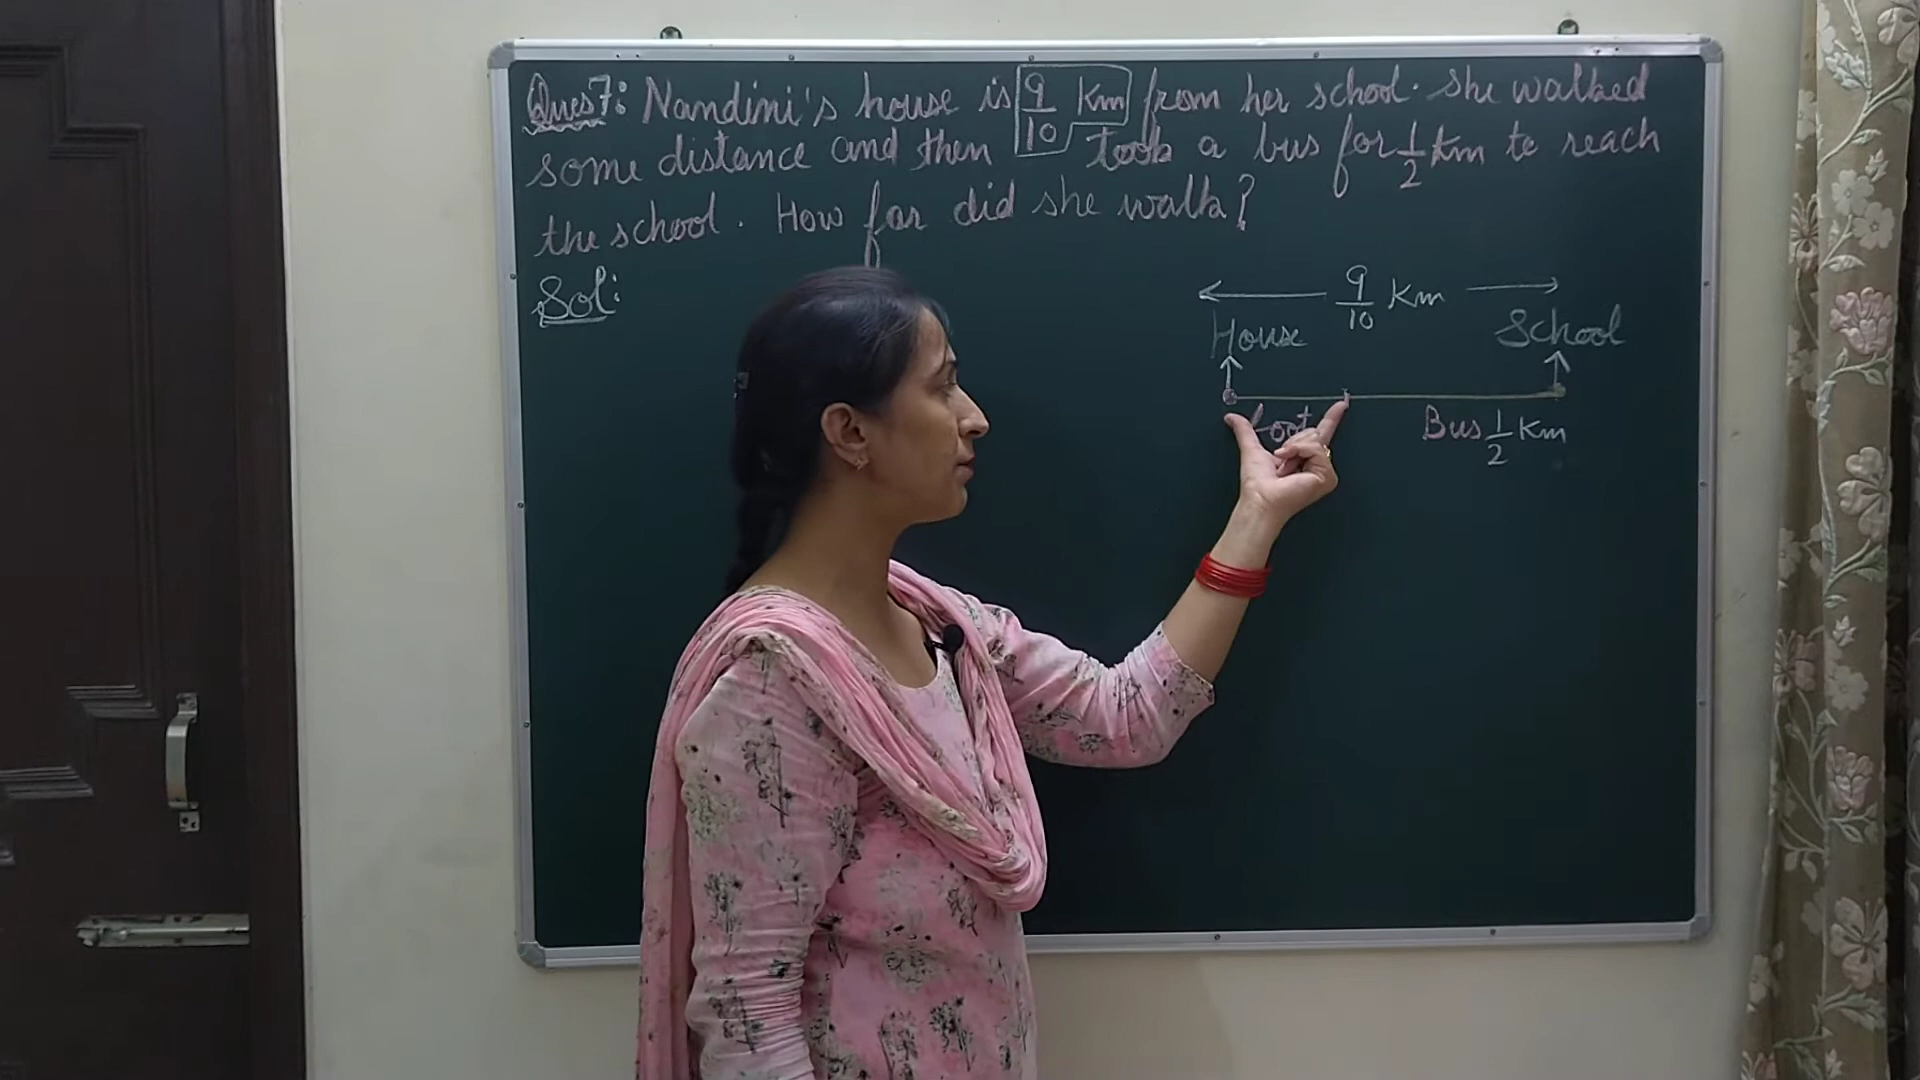 Ques7: Nandini's house is 9/10 Km from her school. She walked
some distance and then took a bus for 1/2 Km to reach
the school. How far did she walk?
Sol:
9/10 Km
House School
foot Bus 1/2 Km